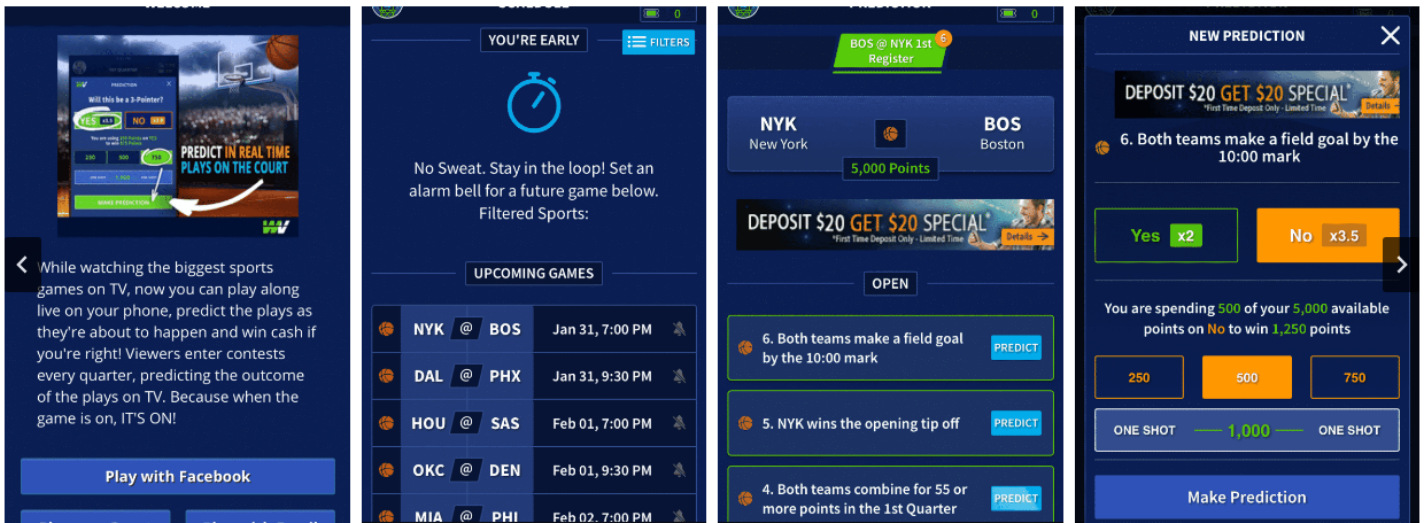 WELCOME
PREDICTION
Will this be a 3-Pointer?
YES x1.5
NO
250
500
750
MAKE PREDICTION
PREDICT IN REAL TIME
PLAYS ON THE COURT
While watching the biggest sports
games on TV, now you can play along
live on your phone, predict the plays as
they're about to happen and win cash if
you're right! Viewers enter contests
every quarter, predicting the outcome
of the plays on TV. Because when the
game is on, IT'S ON!
Play with Facebook
SCHEDULE
0
YOU'RE EARLY
FILTERS
No Sweat. Stay in the loop! Set an
alarm bell for a future game below.
Filtered Sports:
UPCOMING GAMES
NYK @ BOS Jan 31, 7:00 PM
DAL @ PHX Jan 31, 9:30 PM
HOU @ SAS Feb 01, 7:00 PM
OKC @ DEN Feb 01, 9:30 PM
MIA @ PHI Feb 02, 7:00 PM
PREDICTION
0
BOS @ NYK 1st 6
Register
NYK BOS
New York Boston
5,000 Points
DEPOSIT $20 GET $20 SPECIAL*
*First Time Deposit Only - Limited Time
Details
OPEN
6. Both teams make a field goal
by the 10:00 mark
PREDICT
5. NYK wins the opening tip off
PREDICT
4. Both teams combine for 55 or
more points in the 1st Quarter
PREDICT
NEW PREDICTION
DEPOSIT $20 GET $20 SPECIAL*
*First Time Deposit Only - Limited Time
Details
6. Both teams make a field goal by the
10:00 mark
Yes x2
No x3.5
You are spending 500 of your 5,000 available
points on No to win 1,250 points
250
500
750
ONE SHOT 1,000 ONE SHOT
Make Prediction